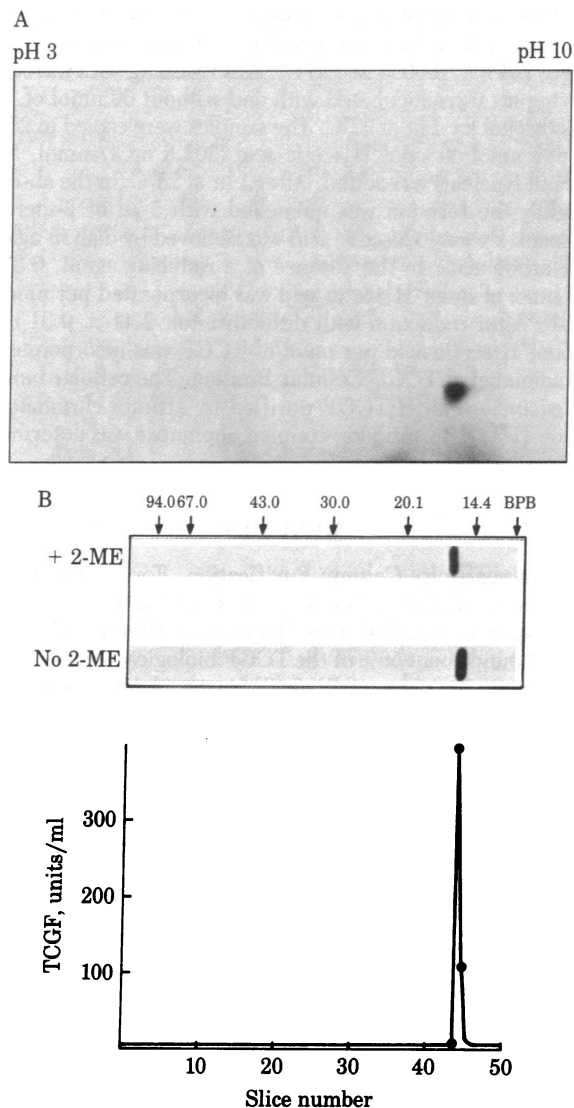 A
pH 3 pH 10
B
94.0 67.0 43.0 30.0 20.1 14.4 BPB
+ 2-ME
No 2-ME
TCGF, units/ml
300
200
100
10 20 30 40 50
Slice number